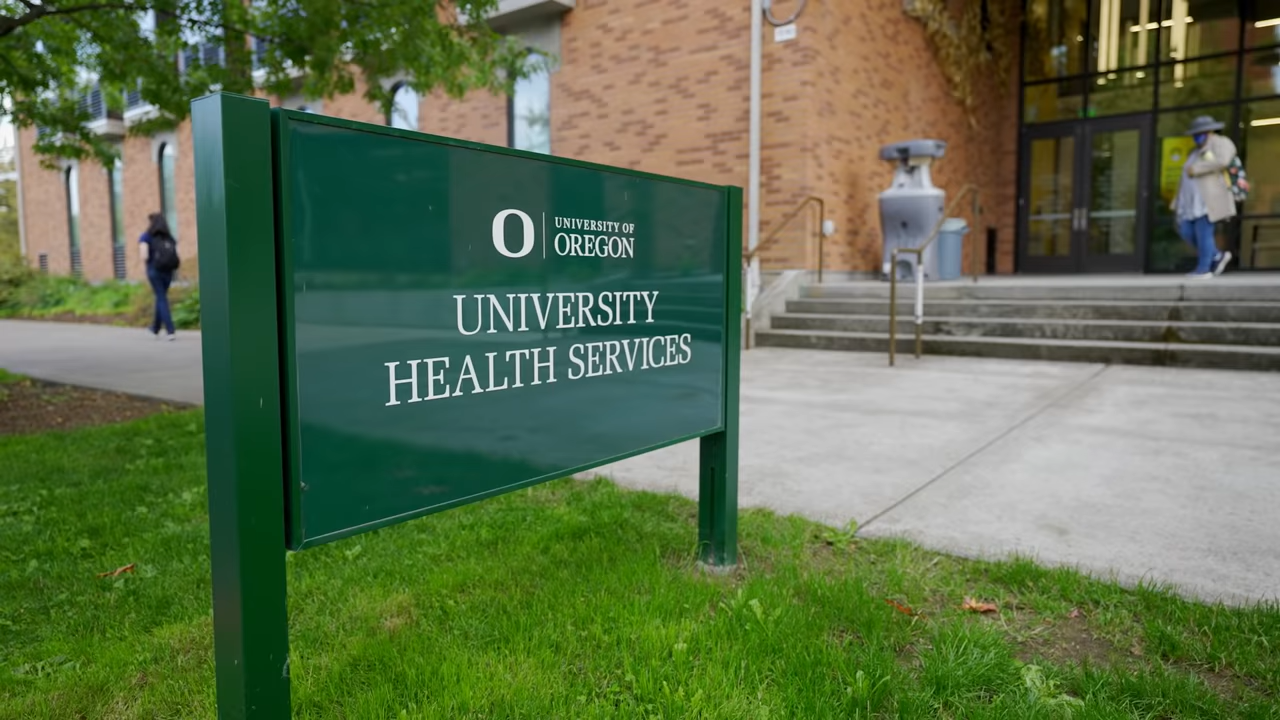 O
UNIVERSITY OF
OREGON
UNIVERSITY
HEALTH SERVICES